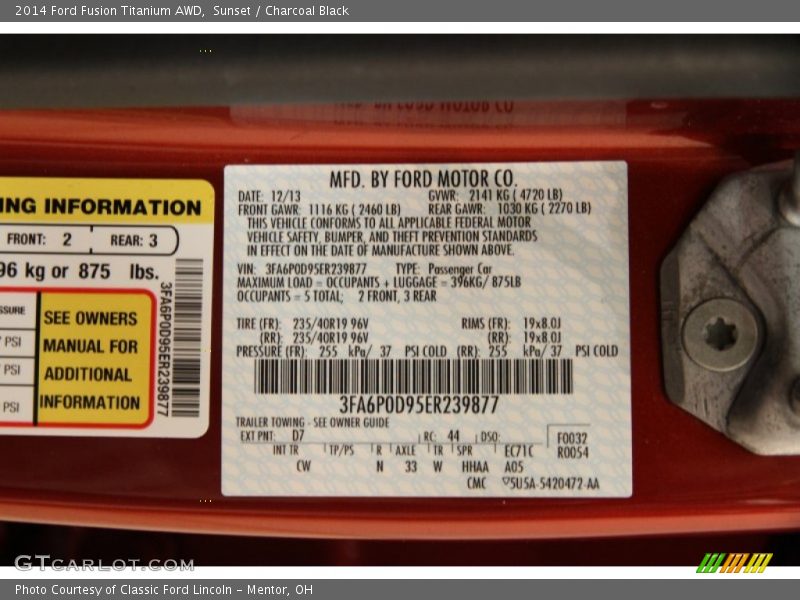 2014 Ford Fusion Titanium AWD, Sunset / Charcoal Black
MFD. BY FORD MOTOR CO.
DATE: 12/13 GVWR: 2141 KG ( 4720 LB)
FRONT GAWR: 1116 KG ( 2460 LB) REAR GAWR: 1030 KG ( 2270 LB)
THIS VEHICLE CONFORMS TO ALL APPLICABLE FEDERAL MOTOR
VEHICLE SAFETY, BUMPER, AND THEFT PREVENTION STANDARDS
IN EFFECT ON THE DATE OF MANUFACTURE SHOWN ABOVE.
VIN: 3FA6P0D95ER239877 TYPE: Passenger Car
MAXIMUM LOAD = OCCUPANTS + LUGGAGE = 396KG/ 875LB
OCCUPANTS = 5 TOTAL; 2 FRONT, 3 REAR
TIRE (FR): 235/40R19 96V RIMS (FR): 19x8.0J
(RR): 235/40R19 96V (RR): 19x8.0J
PRESSURE (FR): 255 kPa/ 37 PSI COLD (RR): 255 kPa/ 37 PSI COLD
3FA6P0D95ER239877
TRAILER TOWING - SEE OWNER GUIDE
EXT PNT: D7 RC: 44 DSO: F0032
INT TR TP/PS R AXLE TR SPR EC71C R0054
CW N 33 W HHAA A05
CMC 5U5A-5420472-AA
NG INFORMATION
FRONT: 2 REAR: 3
96 kg or 875 lbs.
SSURE
PSI
PSI
PSI
SEE OWNERS
MANUAL FOR
ADDITIONAL
INFORMATION
3FA6P0D95ER239877
GTCARLOT.COM
Photo Courtesy of Classic Ford Lincoln - Mentor, OH